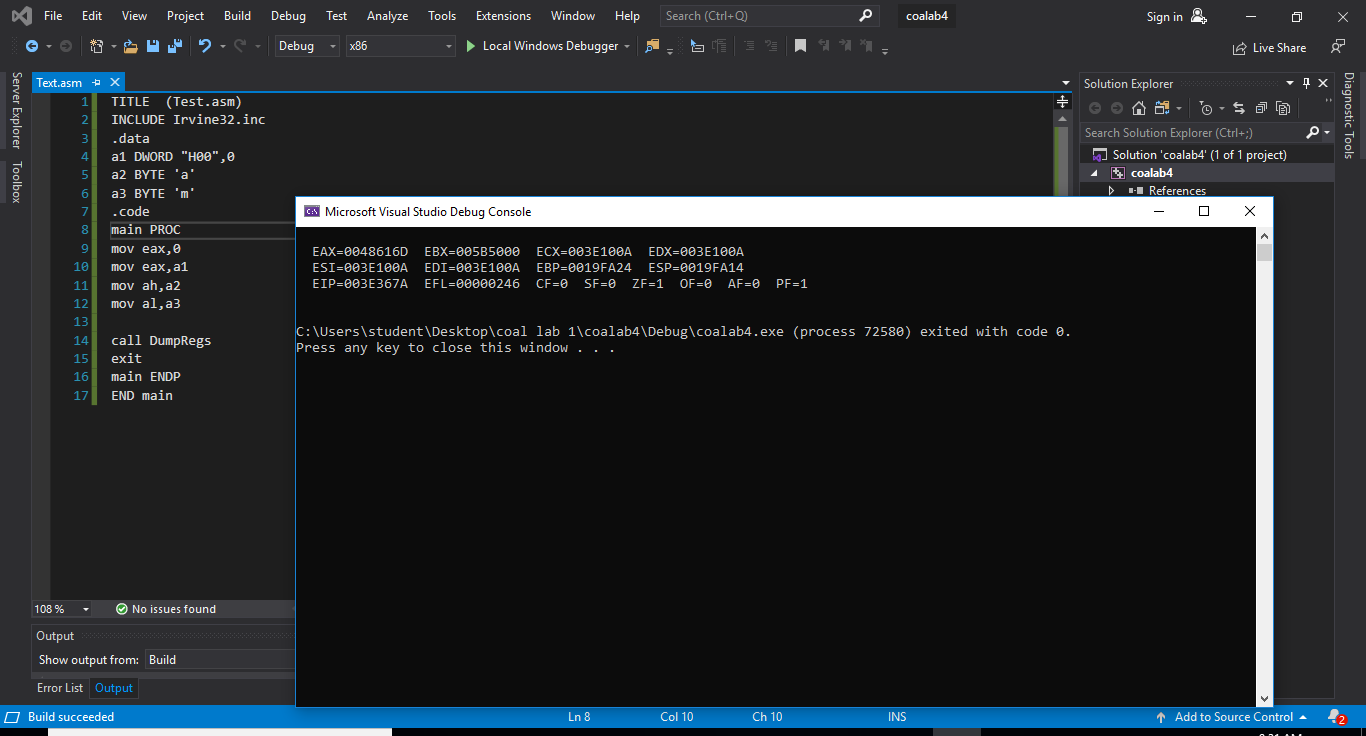 File Edit View Project Build Debug Test Analyze Tools Extensions Window Help Search (Ctrl+Q) coalab4 Sign in
Debug x86 Local Windows Debugger Live Share
Server Explorer
Toolbox
Text.asm
1 TITLE (Test.asm)
2 INCLUDE Irvine32.inc
3 .data
4 a1 DWORD "H00",0
5 a2 BYTE 'a'
6 a3 BYTE 'm'
7 .code
8 main PROC
9 mov eax,0
10 mov eax,a1
11 mov ah,a2
12 mov al,a3
13
14 call DumpRegs
15 exit
16 main ENDP
17 END main
Solution Explorer
Search Solution Explorer (Ctrl+;)
Solution 'coalab4' (1 of 1 project)
coalab4
References
Diagnostic Tools
Microsoft Visual Studio Debug Console
EAX=0048616D EBX=005B5000 ECX=003E100A EDX=003E100A
ESI=003E100A EDI=003E100A EBP=0019FA24 ESP=0019FA14
EIP=003E367A EFL=00000246 CF=0 SF=0 ZF=1 OF=0 AF=0 PF=1
C:\Users\student\Desktop\coal lab 1\coalab4\Debug\coalab4.exe (process 72580) exited with code 0.
Press any key to close this window . . .
108 % No issues found
Output
Show output from: Build
Error List Output
Build succeeded Ln 8 Col 10 Ch 10 INS Add to Source Control 2